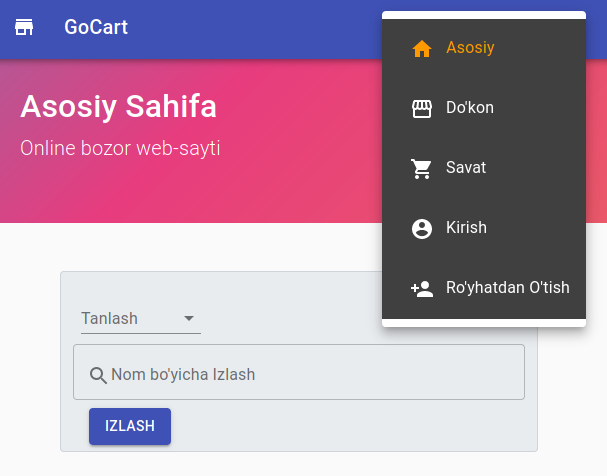 GoCart
Asosiy
Do'kon
Savat
Kirish
Ro'yhatdan O'tish
Asosiy Sahifa
Online bozor web-sayti
Tanlash
Nom bo'yicha Izlash
IZLASH